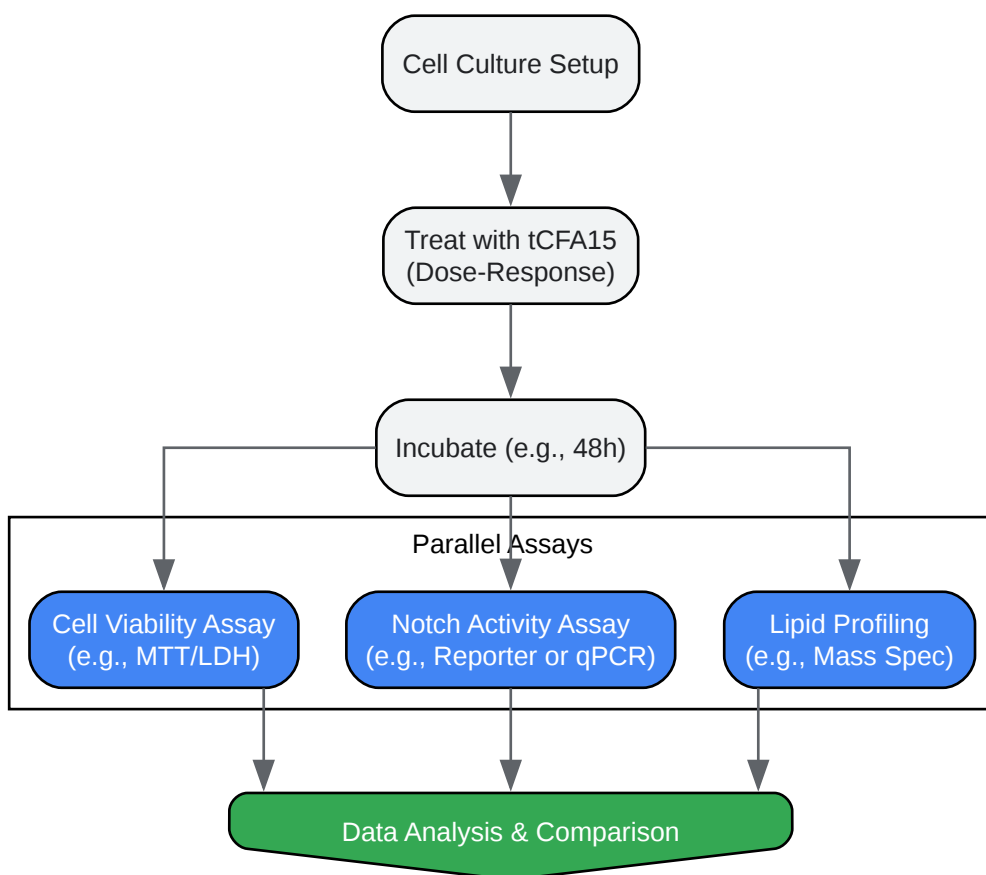 Cell Culture Setup
Treat with tCFA15
(Dose-Response)
Incubate (e.g., 48h)
Parallel Assays
Cell Viability Assay
(e.g., MTT/LDH)
Notch Activity Assay
(e.g., Reporter or qPCR)
Lipid Profiling
(e.g., Mass Spec)
Data Analysis & Comparison